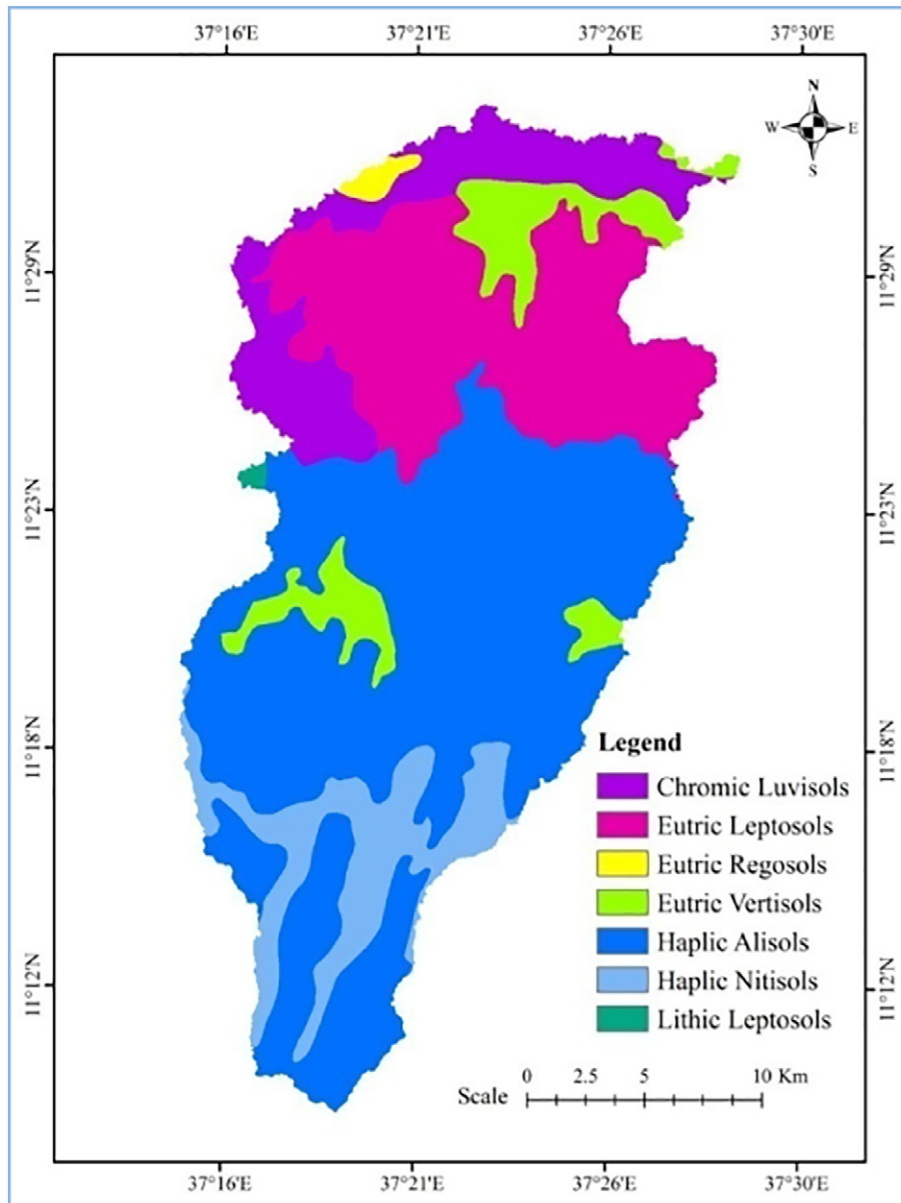 37°16'E 37°21'E 37°26'E 37°30'E
N
W E
S
11°29'N 11°29'N
11°23'N 11°23'N
11°18'N 11°18'N
Legend
Chromic Luvisols
Eutric Leptosols
Eutric Regosols
Eutric Vertisols
Haplic Alisols
Haplic Nitisols
Lithic Leptosols
11°12'N 11°12'N
0 2.5 5 10 Km
Scale
37°16'E 37°21'E 37°26'E 37°30'E